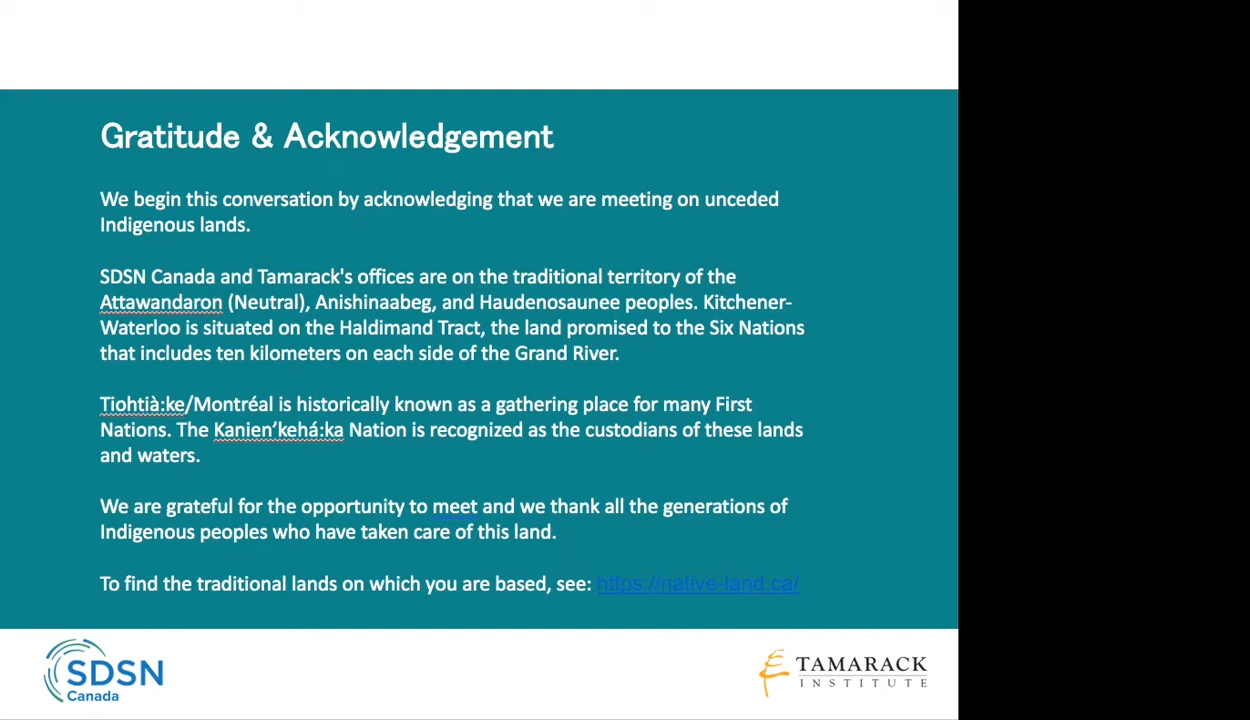 Gratitude & Acknowledgement
We begin this conversation by acknowledging that we are meeting on unceded
Indigenous lands.
SDSN Canada and Tamarack's offices are on the traditional territory of the
Attawandaron (Neutral), Anishinaabeg, and Haudenosaunee peoples. Kitchener-
Waterloo is situated on the Haldimand Tract, the land promised to the Six Nations
that includes ten kilometers on each side of the Grand River.
Tiohtià:ke/Montréal is historically known as a gathering place for many First
Nations. The Kanien’kehá:ka Nation is recognized as the custodians of these lands
and waters.
We are grateful for the opportunity to meet and we thank all the generations of
Indigenous peoples who have taken care of this land.
To find the traditional lands on which you are based, see: https://native-land.ca/
SDSN
Canada
TAMARACK
INSTITUTE